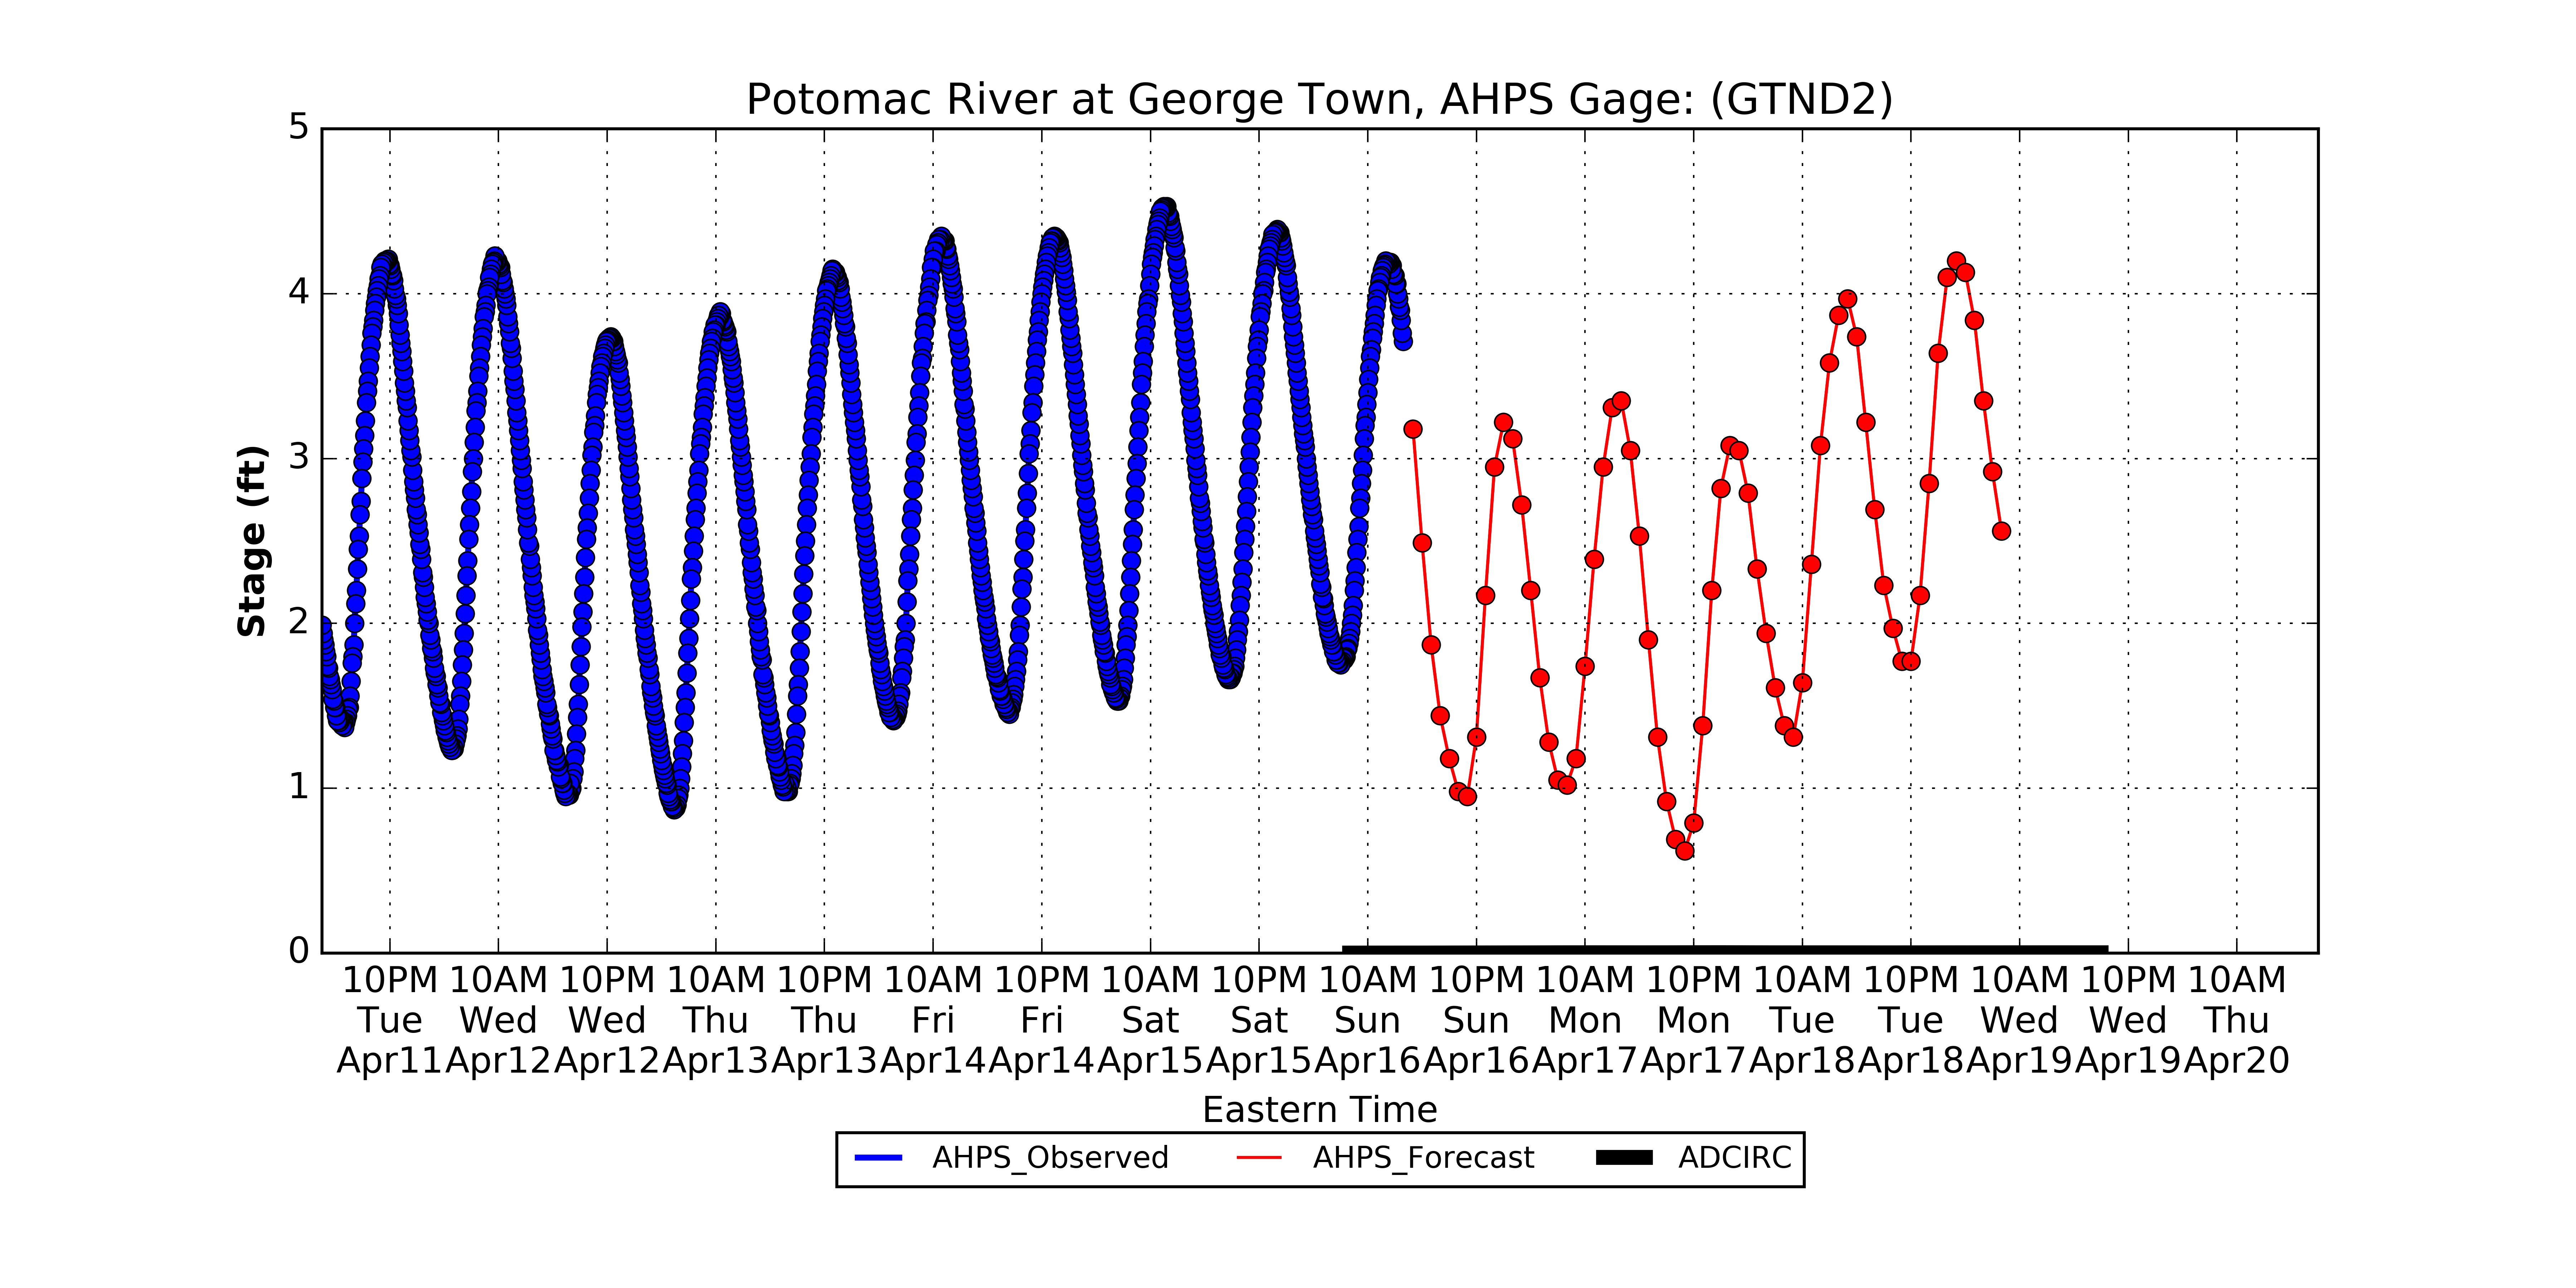 Potomac River at George Town, AHPS Gage: (GTND2)
5
4
3
2
1
0
Stage (ft)
10PM 10AM 10PM 10AM 10PM 10AM 10PM 10AM 10PM 10AM 10PM 10AM 10PM 10AM 10PM 10AM 10PM 10AM
Tue Wed Wed Thu Thu Fri Fri Sat Sat Sun Sun Mon Mon Tue Tue Wed Wed Thu
Apr11 Apr12 Apr12 Apr13 Apr13 Apr14 Apr14 Apr15 Apr15 Apr16 Apr16 Apr17 Apr17 Apr18 Apr18 Apr19 Apr19 Apr20
Eastern Time
AHPS_Observed AHPS_Forecast ADCIRC